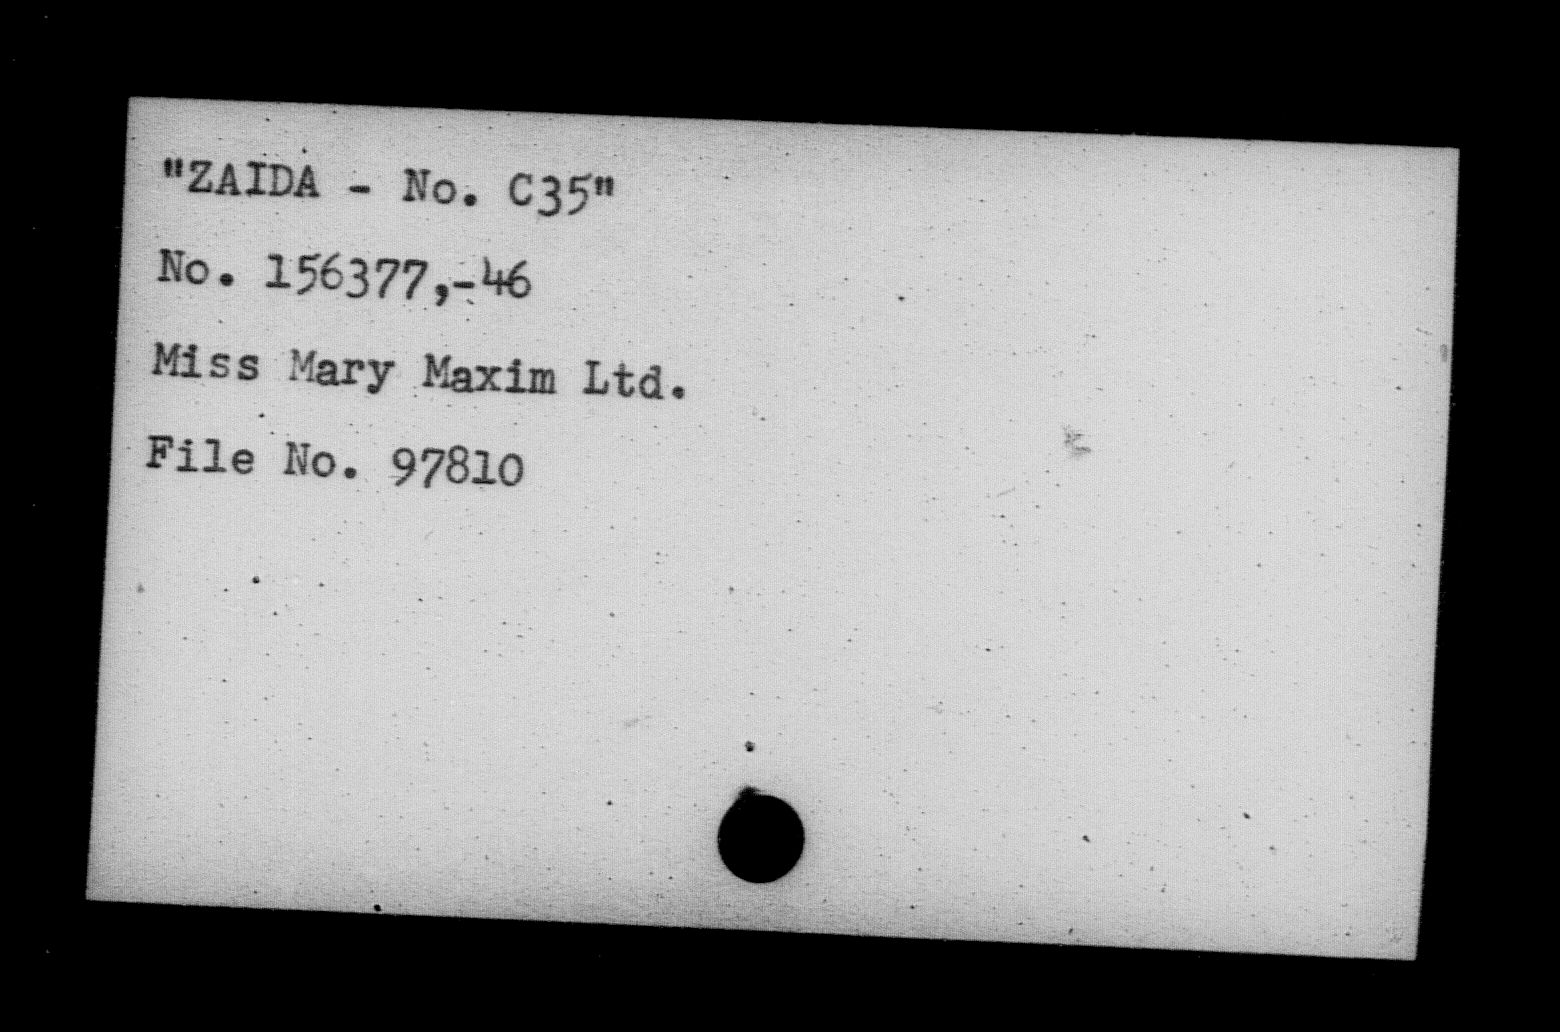 "ZAIDA - No. C35"
No. 156377,-46
Miss Mary Maxim Ltd.
File No. 97810